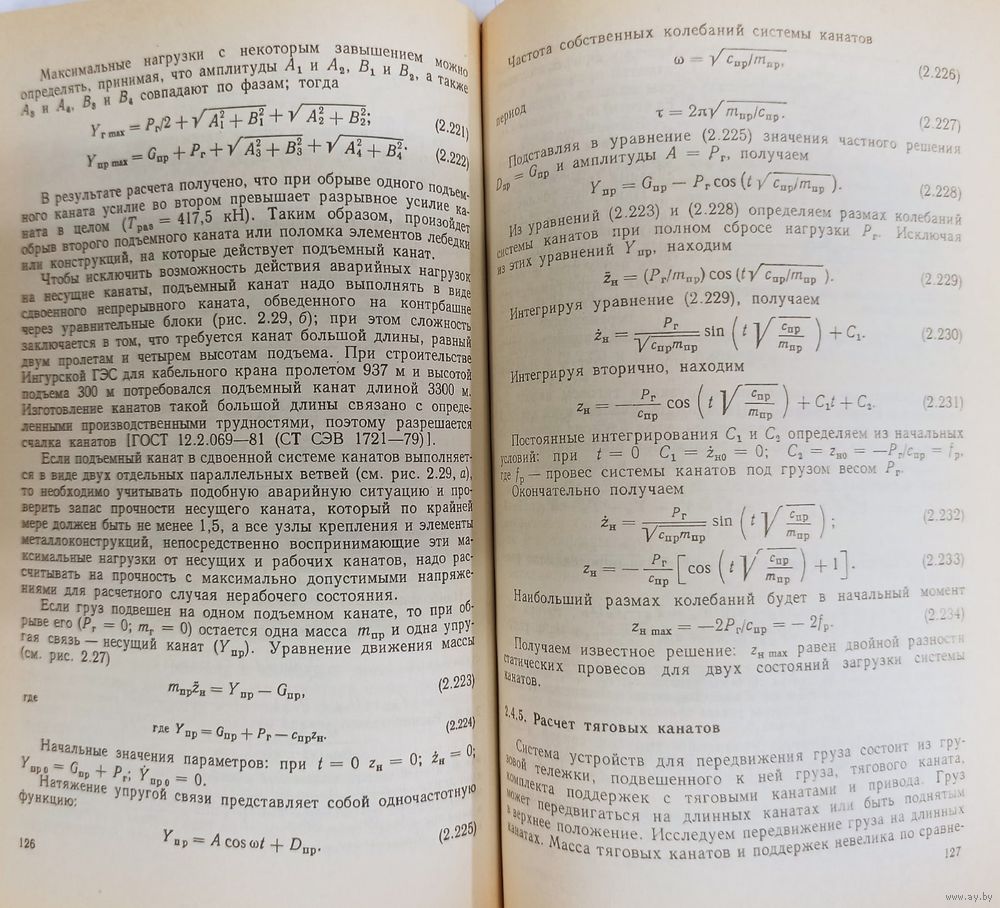 Максимальные нагрузки с некоторым завышением можно
определять, принимая, что амплитуды A₁ и A₂, B₁ и B₂, а также
A₃ и A₄, B₃ и B₄ совпадают по фазам; тогда
Yг max = Pг/2 + √A₁² + B₁² + √A₂² + B₂²; (2.221)
Yпр max = Gпр + Pг + √A₃² + B₃² + √A₄² + B₄². (2.222)
В результате расчета получено, что при обрыве одного подъем-
ного каната усилие во втором превышает разрывное усилие ка-
ната в целом (Tраз = 417,5 кН). Таким образом, произойдет
обрыв второго подъемного каната или поломка элементов лебедки
или конструкций, на которые действует подъемный канат.
Чтобы исключить возможность действия аварийных нагрузок
на несущие канаты, подъемный канат надо выполнять в виде
сдвоенного непрерывного каната, обведенного на контрбашне
через уравнительные блоки (рис. 2.29, б); при этом сложность
заключается в том, что требуется канат большой длины, равный
двум пролетам и четырем высотам подъема. При строительстве
Ингурской ГЭС для кабельного крана пролетом 937 м и высотой
подъема 300 м потребовался подъемный канат длиной 3300 м.
Изготовление канатов такой большой длины связано с опреде-
ленными производственными трудностями, поэтому разрешается
счалка канатов [ГОСТ 12.2.069—81 (СТ СЭВ 1721—79)].
Если подъемный канат в сдвоенной системе канатов выполняет-
ся в виде двух отдельных параллельных ветвей (см. рис. 2.29, а),
то необходимо учитывать подобную аварийную ситуацию и про-
верить запас прочности несущего каната, который по крайней
мере должен быть не менее 1,5, а все узлы крепления и элементы
металлоконструкций, непосредственно воспринимающие эти ма-
ксимальные нагрузки от несущих и рабочих канатов, надо рас-
считывать на прочность с максимально допустимыми напряже-
ниями для расчетного случая нерабочего состояния.
Если груз подвешен на одном подъемном канате, то при об-
рыве его (Pг = 0; mг = 0) остается одна масса mпр и одна упру-
гая связь — несущий канат (Yпр). Уравнение движения массы
(см. рис. 2.27)
mпрz̈н = Yпр — Gпр, (2.223)
где
где Yпр = Gпр + Pг — cпрzн. (2.224)
Начальные значения параметров: при t = 0 zн = 0; żн = 0;
Yпр0 = Gпр + Pг; Ẏпр0 = 0.
Натяжение упругой связи представляет собой одночастотную
функцию:
Yпр = A cos ωt + Dпр. (2.225)
126
Частота собственных колебаний системы канатов
ω = √cпр/mпр, (2.226)
период
τ = 2π√mпр/cпр. (2.227)
Подставляя в уравнение (2.225) значения частного решения
Dпр = Gпр и амплитуды A = Pг, получаем
Yпр = Gпр — Pг cos (t√cпр/mпр). (2.228)
Из уравнений (2.223) и (2.228) определяем размах колебаний
системы канатов при полном сбросе нагрузки Pг. Исключая
из этих уравнений Yпр, находим
z̈н = (Pг/mпр) cos (t√cпр/mпр). (2.229)
Интегрируя уравнение (2.229), получаем
żн = Pг/√cпрmпр sin (t√cпр/mпр) + C₁. (2.230)
Интегрируя вторично, находим
zн = — Pг/cпр cos (t√cпр/mпр) + C₁t + C₂. (2.231)
Постоянные интегрирования C₁ и C₂ определяем из начальных
условий: при t = 0 C₁ = żн0 = 0; C₂ = zн0 = —Pг/cпр = fр,
где fр — провес системы канатов под грузом весом Pг.
Окончательно получаем
żн = Pг/√cпрmпр sin (t√cпр/mпр); (2.232)
zн = — Pг/cпр [cos (t√cпр/mпр) + 1]. (2.233)
Наибольший размах колебаний будет в начальный момент
zн max = —2Pг/cпр = — 2fр. (2.234)
Получаем известное решение: zн max равен двойной разности
статических провесов для двух состояний загрузки системы
канатов.
2.4.5. Расчет тяговых канатов
Система устройств для передвижения груза состоит из гру-
зовой тележки, подвешенного к ней груза, тягового каната,
комплекта поддержек с тяговыми канатами и привода. Груз
может передвигаться на длинных канатах или быть поднятым
в верхнее положение. Исследуем передвижение груза на длинных
канатах. Масса тяговых канатов и поддержек невелика по сравне-
127
www.ay.by